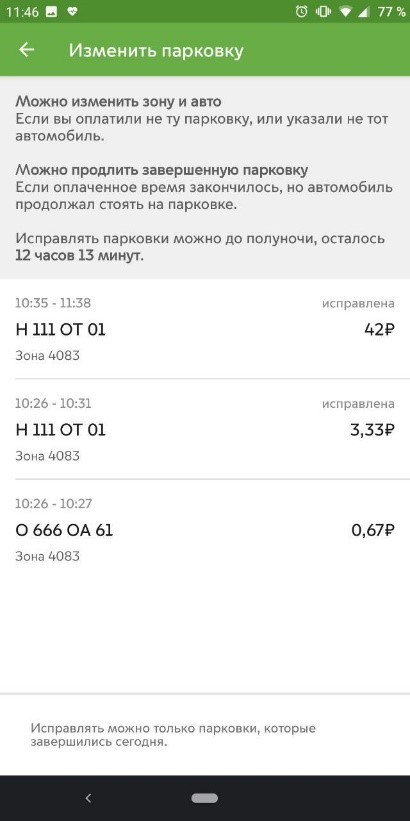 11:46 77 %
Изменить парковку
Можно изменить зону и авто
Если вы оплатили не ту парковку, или указали не тот
автомобиль.
Можно продлить завершенную парковку
Если оплаченное время закончилось, но автомобиль
продолжал стоять на парковке.
Исправлять парковки можно до полуночи, осталось
12 часов 13 минут.
10:35 - 11:38 исправлена
Н 111 ОТ 01 42₽
Зона 4083
10:26 - 10:31 исправлена
Н 111 ОТ 01 3,33₽
Зона 4083
10:26 - 10:27
О 666 ОА 61 0,67₽
Зона 4083
Исправлять можно только парковки, которые
завершились сегодня.